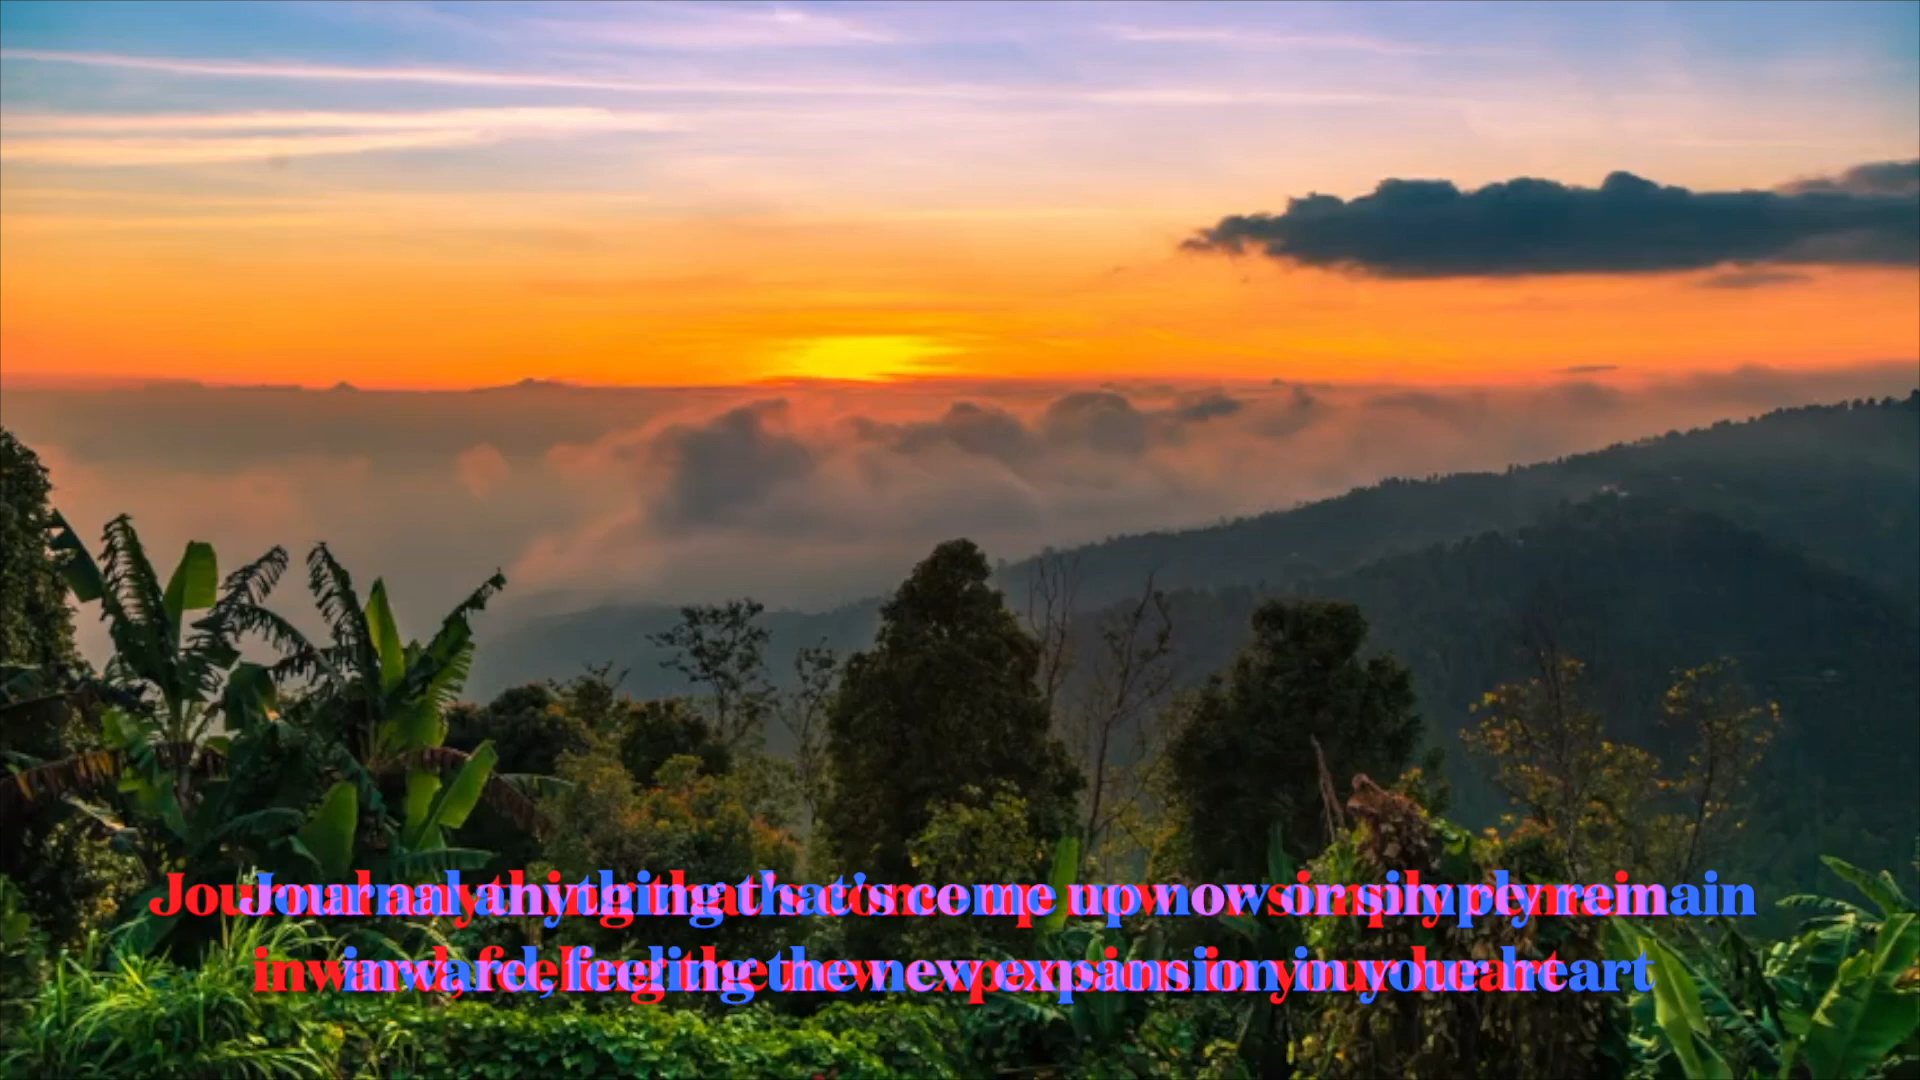 Journal anything that's come up now or simply remain
inward, feeling the new expansion in your heart